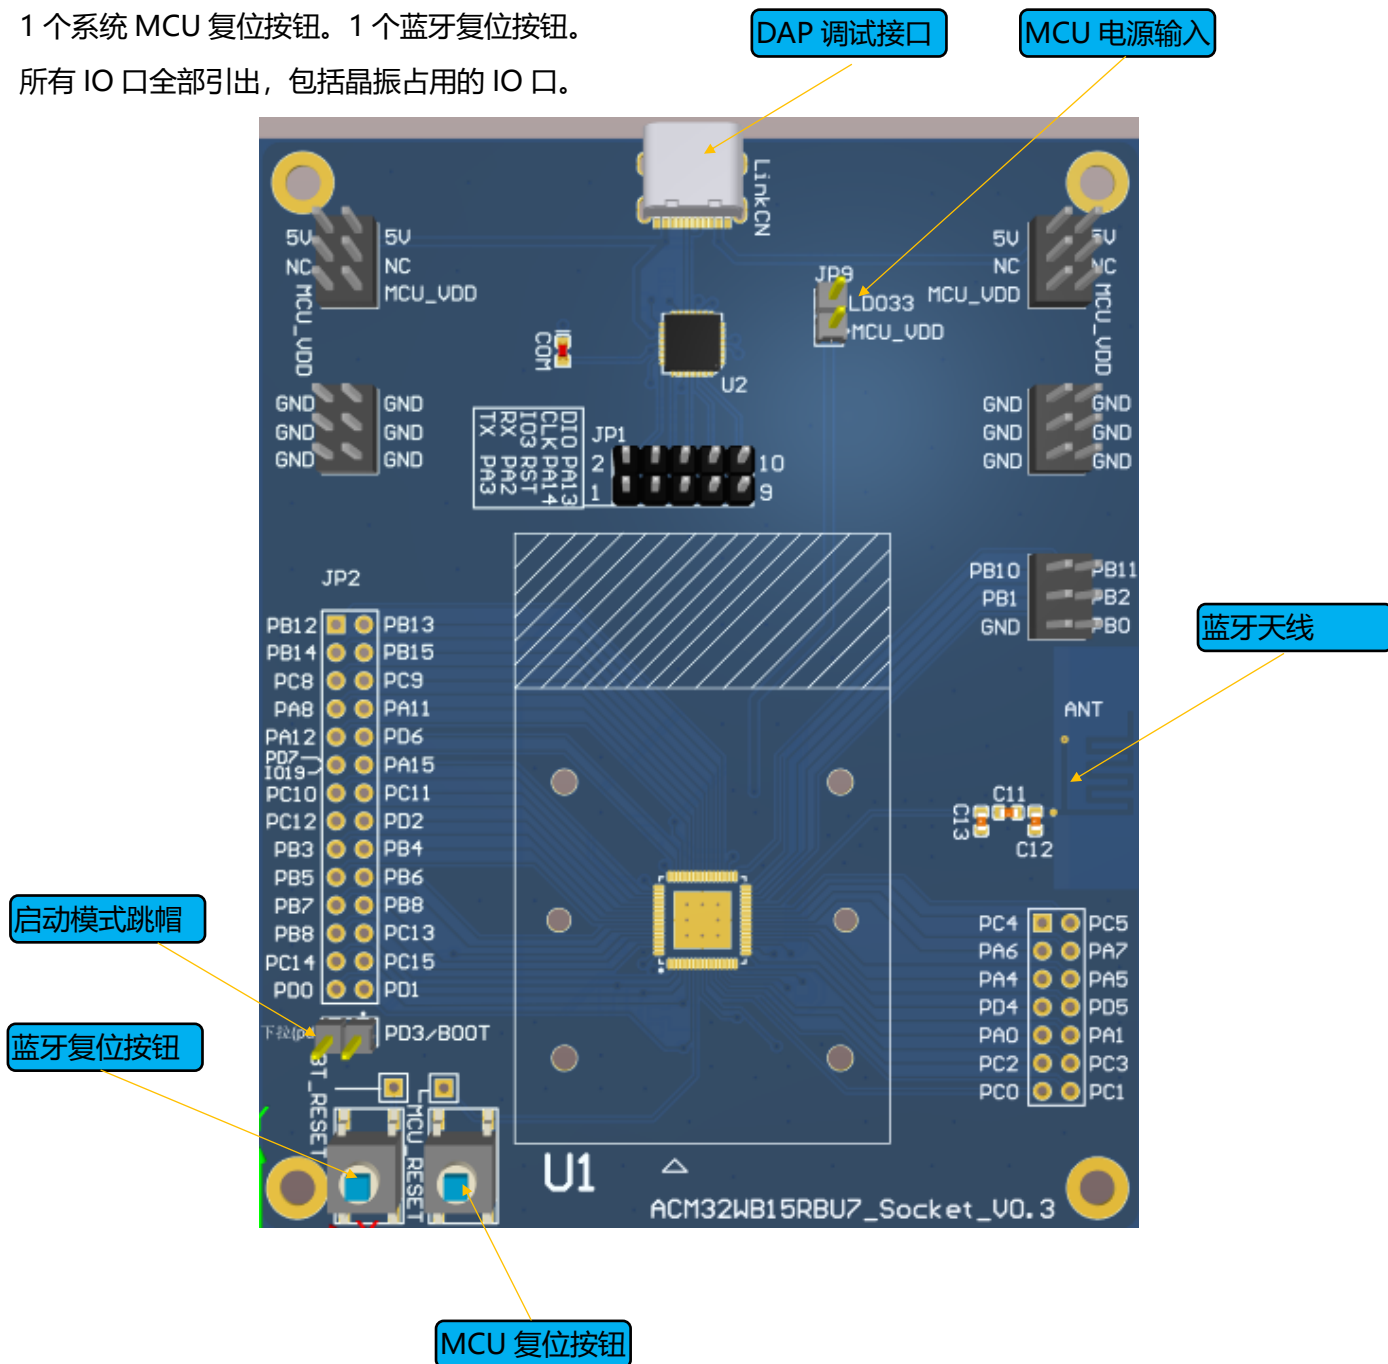 1 个系统 MCU 复位按钮。1 个蓝牙复位按钮。
所有 IO 口全部引出，包括晶振占用的 IO 口。
DAP 调试接口
MCU 电源输入
LinkCN
5V
5V
NC
NC
MCU_VDD
MCU_VDD
5V
5V
NC
NC
MCU_VDD
MCU_VDD
JP9
LDO33
MCU_VDD
COM
U2
GND
GND
GND
GND
GND
GND
GND
GND
GND
GND
GND
GND
DIO PA13
CLK PA14
IO3 RST
RX PA2
TX PA3
JP1
2
10
1
9
JP2
PB12
PB13
PB14
PB15
PC8
PC9
PA8
PA11
PA12
PD6
PD7
IO19
PA15
PC10
PC11
PC12
PD2
PB3
PB4
PB5
PB6
PB7
PB8
PB8
PC13
PC14
PC15
PD0
PD1
PB10
PB11
PB1
PB2
GND
PB0
蓝牙天线
ANT
C11
C13
C12
PC4
PC5
PA6
PA7
PA4
PA5
PD4
PD5
PA0
PA1
PC2
PC3
PC0
PC1
启动模式跳帽
下拉(pd
PD3/BOOT
蓝牙复位按钮
BT_RESET
MCU_RESET
U1
ACM32WB15RBU7_Socket_V0.3
MCU 复位按钮